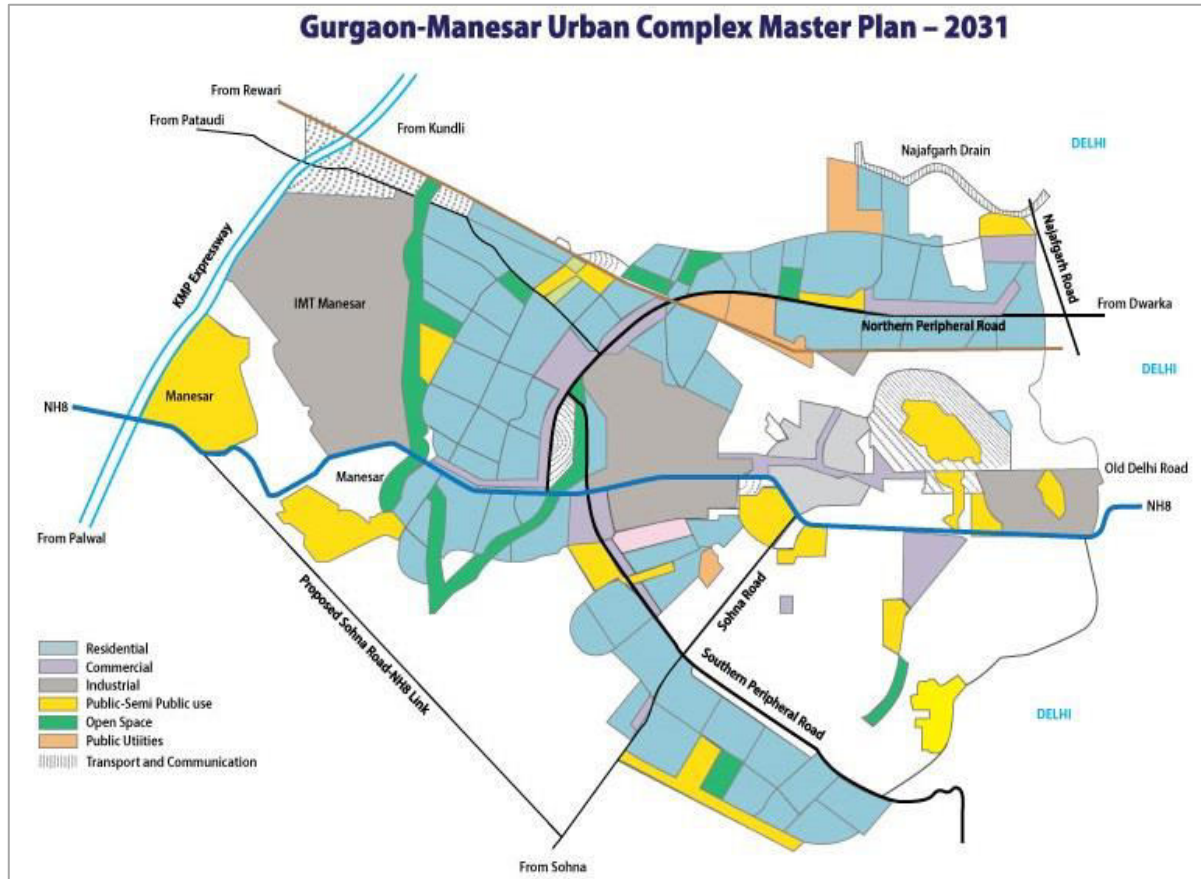 Gurgaon-Manesar Urban Complex Master Plan – 2031
From Rewari
From Pataudi
From Kundli
Najafgarh Drain
DELHI
KMP Expressway
IMT Manesar
Najafgarh Road
From Dwarka
Northern Peripheral Road
DELHI
Manesar
NH8
Manesar
Old Delhi Road
NH8
From Palwal
Proposed Sohna Road-NH8 Link
Sohna Road
Southern Peripheral Road
DELHI
Residential
Commercial
Industrial
Public-Semi Public use
Open Space
Public Utiities
Transport and Communication
From Sohna